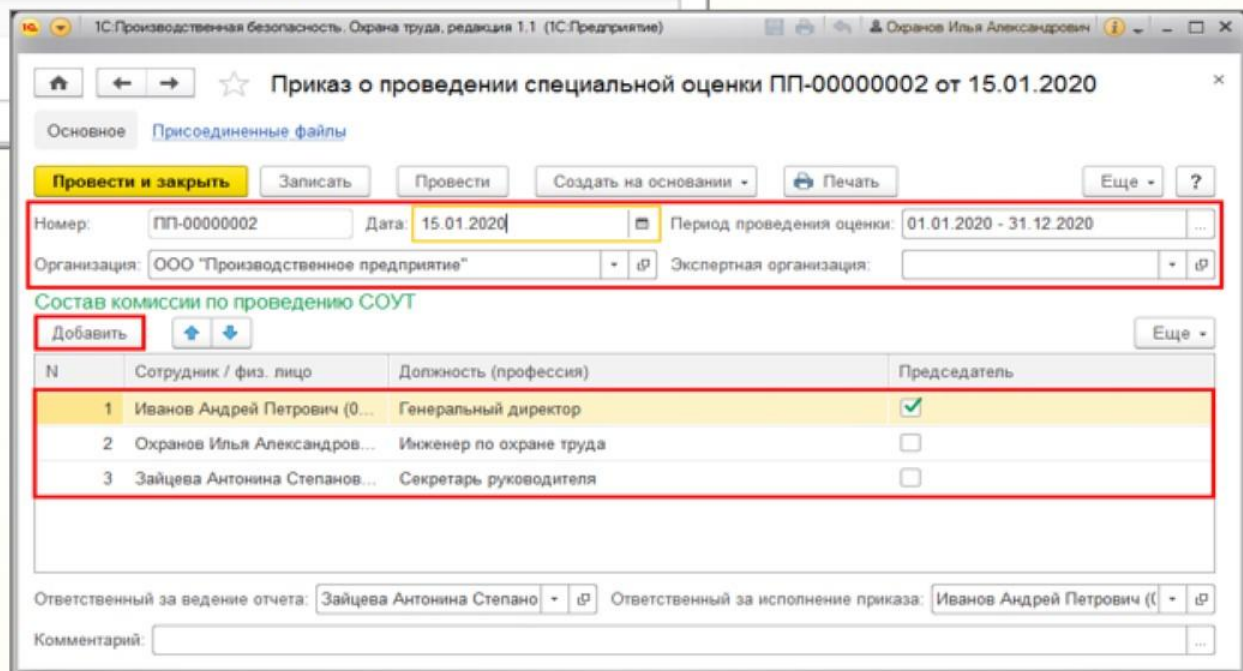 1С:Производственная безопасность. Охрана труда, редакция 1.1 (1С:Предприятие) Охранов Илья Александрович
Приказ о проведении специальной оценки ПП-00000002 от 15.01.2020
Основное Присоединенные файлы
Провести и закрыть Записать Провести Создать на основании Печать Еще ?
Номер: ПП-00000002 Дата: 15.01.2020 Период проведения оценки: 01.01.2020 - 31.12.2020 ...
Организация: ООО "Производственное предприятие" Экспертная организация:
Состав комиссии по проведению СОУТ
Добавить Еще
N Сотрудник / физ. лицо Должность (профессия) Председатель
1 Иванов Андрей Петрович (0... Генеральный директор
2 Охранов Илья Александров... Инженер по охране труда
3 Зайцева Антонина Степанов... Секретарь руководителя
Ответственный за ведение отчета: Зайцева Антонина Степано Ответственный за исполнение приказа: Иванов Андрей Петрович ((
Комментарий: ...